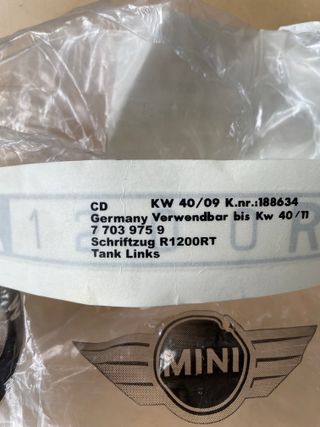 CD KW 40/09 K.nr.:188634
Germany Verwendbar bis Kw 40/11
7 703 975 9
Schriftzug R1200RT
Tank Links
MINI